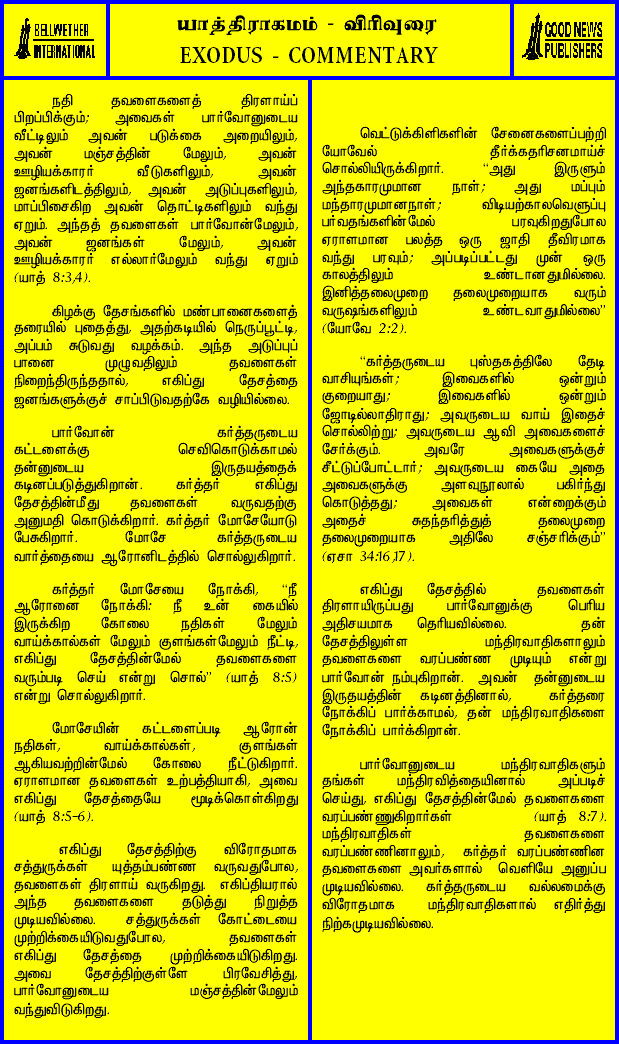 BELLWETHER
INTERNATIONAL
யாத்திராகமம் - விரிவுரை
EXODUS - COMMENTARY
GOOD NEWS
PUBLISHERS
நதி தவளைகளைத் திரளாய்ப்
பிறப்பிக்கும்; அவைகள் பார்வோனுடைய
வீட்டிலும் அவன் படுக்கை அறையிலும்,
அவன் மஞ்சத்தின் மேலும், அவன்
ஊழியக்காரர் வீடுகளிலும், அவன்
ஜனங்களிடத்திலும், அவன் அடுப்புகளிலும்,
மாப்பிசைகிற அவன் தொட்டிகளிலும் வந்து
ஏறும். அந்தத் தவளைகள் பார்வோன்மேலும்,
அவன் ஜனங்கள் மேலும், அவன்
ஊழியக்காரர் எல்லார்மேலும் வந்து ஏறும்
(யாத் 8:3,4).
கிழக்கு தேசங்களில் மண்பானைகளைத்
தரையில் புதைத்து, அதற்கடியில் நெருப்பூட்டி,
அப்பம் சுடுவது வழக்கம். அந்த அடுப்புப்
பானை முழுவதிலும் தவளைகள்
நிறைந்திருந்ததால், எகிப்து தேசத்தை
ஜனங்களுக்குச் சாப்பிடுவதற்கே வழியில்லை.
பார்வோன் கர்த்தருடைய
கட்டளைக்கு செவிகொடுக்காமல்
தன்னுடைய இருதயத்தைக்
கடினப்படுத்துகிறான். கர்த்தர் எகிப்து
தேசத்தின்மீது தவளைகள் வருவதற்கு
அனுமதி கொடுக்கிறார். கர்த்தர் மோசேயோடு
பேசுகிறார். மோசே கர்த்தருடைய
வார்த்தையை ஆரோனிடத்தில் சொல்லுகிறார்.
கர்த்தர் மோசேயை நோக்கி, “நீ
ஆரோனை நோக்கி: நீ உன் கையில்
இருக்கிற கோலை நதிகள் மேலும்
வாய்க்கால்கள் மேலும் குளங்கள்மேலும் நீட்டி,
எகிப்து தேசத்தின்மேல் தவளைகளை
வரும்படி செய் என்று சொல்” (யாத் 8:5)
என்று சொல்லுகிறார்.
மோசேயின் கட்டளைப்படி ஆரோன்
நதிகள், வாய்க்கால்கள், குளங்கள்
ஆகியவற்றின்மேல் கோலை நீட்டுகிறார்.
ஏராளமான தவளைகள் உற்பத்தியாகி, அவை
எகிப்து தேசத்தையே மூடிக்கொள்கிறது
(யாத் 8:5-6).
எகிப்து தேசத்திற்கு விரோதமாக
சத்துருக்கள் யுத்தம்பண்ண வருவதுபோல,
தவளைகள் திரளாய் வருகிறது. எகிப்தியரால்
அந்த தவளைகளை தடுத்து நிறுத்த
முடியவில்லை. சத்துருக்கள் கோட்டையை
முற்றிக்கையிடுவதுபோல, தவளைகள்
எகிப்து தேசத்தை முற்றிக்கையிடுகிறது.
அவை தேசத்திற்குள்ளே பிரவேசித்து,
பார்வோனுடைய மஞ்சத்தின்மேலும்
வந்துவிடுகிறது.
வெட்டுக்கிளிகளின் சேனைகளைப்பற்றி
யோவேல் தீர்க்கதரிசனமாய்ச்
சொல்லியிருக்கிறார். “அது இருளும்
அந்தகாரமுமான நாள்; அது மப்பும்
மந்தாரமுமானநாள்; விடியற்காலவெளுப்பு
பர்வதங்களின்மேல் பரவுகிறதுபோல
ஏராளமான பலத்த ஒரு ஜாதி தீவிரமாக
வந்து பரவும்; அப்படிப்பட்டது முன் ஒரு
காலத்திலும் உண்டானதுமில்லை.
இனித்தலைமுறை தலைமுறையாக வரும்
வருஷங்களிலும் உண்டவாதுமில்லை”
(யோவே 2:2).
“கர்த்தருடைய புஸ்தகத்திலே தேடி
வாசியுங்கள்; இவைகளில் ஒன்றும்
குறையாது; இவைகளில் ஒன்றும்
ஜோடில்லாதிராது; அவருடைய வாய் இதைச்
சொல்லிற்று; அவருடைய ஆவி அவைகளைச்
சேர்க்கும். அவரே அவைகளுக்குச்
சீட்டுப்போட்டார்; அவருடைய கையே அதை
அவைகளுக்கு அளவுநூலால் பகிர்ந்து
கொடுத்தது; அவைகள் என்றைக்கும்
அதைச் சுதந்தரித்துத் தலைமுறை
தலைமுறையாக அதிலே சஞ்சரிக்கும்”
(ஏசா 34:16,17).
எகிப்து தேசத்தில் தவளைகள்
திரளாயிருப்பது பார்வோனுக்கு பெரிய
அதிசயமாக தெரியவில்லை. தன்
தேசத்திலுள்ள மந்திரவாதிகளாலும்
தவளைகளை வரப்பண்ண முடியும் என்று
பார்வோன் நம்புகிறான். அவன் தன்னுடைய
இருதயத்தின் கடினத்தினால், கர்த்தரை
நோக்கிப் பார்க்காமல், தன் மந்திரவாதிகளை
நோக்கிப் பார்க்கிறான்.
பார்வோனுடைய மந்திரவாதிகளும்
தங்கள் மந்திரவித்தையினால் அப்படிச்
செய்து, எகிப்து தேசத்தின்மேல் தவளைகளை
வரப்பண்ணுகிறார்கள் (யாத் 8:7).
மந்திரவாதிகள் தவளைகளை
வரப்பண்ணினாலும், கர்த்தர் வரப்பண்ணின
தவளைகளை அவர்களால் வெளியே அனுப்ப
முடியவில்லை. கர்த்தருடைய வல்லமைக்கு
விரோதமாக மந்திரவாதிகளால் எதிர்த்து
நிற்கமுடியவில்லை.